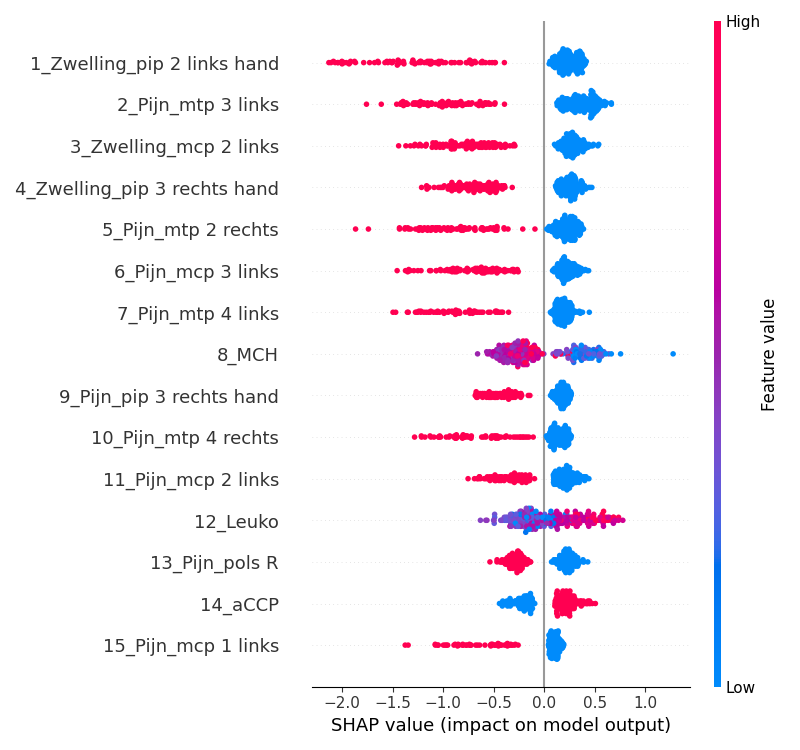 High
1_Zwelling_pip 2 links hand
2_Pijn_mtp 3 links
3_Zwelling_mcp 2 links
4_Zwelling_pip 3 rechts hand
5_Pijn_mtp 2 rechts
6_Pijn_mcp 3 links
7_Pijn_mtp 4 links
8_MCH
9_Pijn_pip 3 rechts hand
10_Pijn_mtp 4 rechts
11_Pijn_mcp 2 links
12_Leuko
13_Pijn_pols R
14_aCCP
15_Pijn_mcp 1 links
Feature value
Low
−2.0 −1.5 −1.0 −0.5 0.0 0.5 1.0
SHAP value (impact on model output)